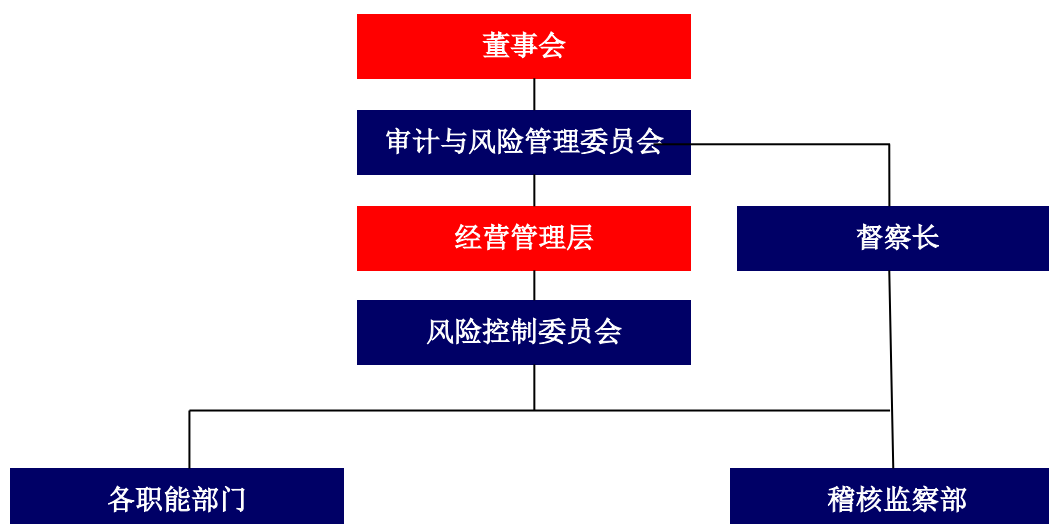 董事会
审计与风险管理委员会
经营管理层
督察长
风险控制委员会
各职能部门
稽核监察部